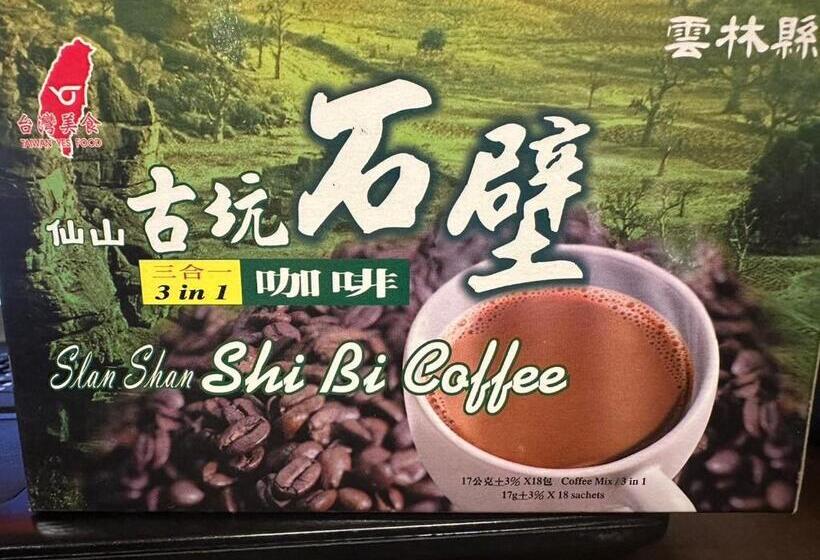 雲林縣
台灣美食
TAIWAN YES FOOD
仙山 古坑 石壁
三合一
3 in 1
咖啡
Slan Shan Shi Bi Coffee
17公克±3% X18包 Coffee Mix / 3 in 1
17g±3% X 18 sachets